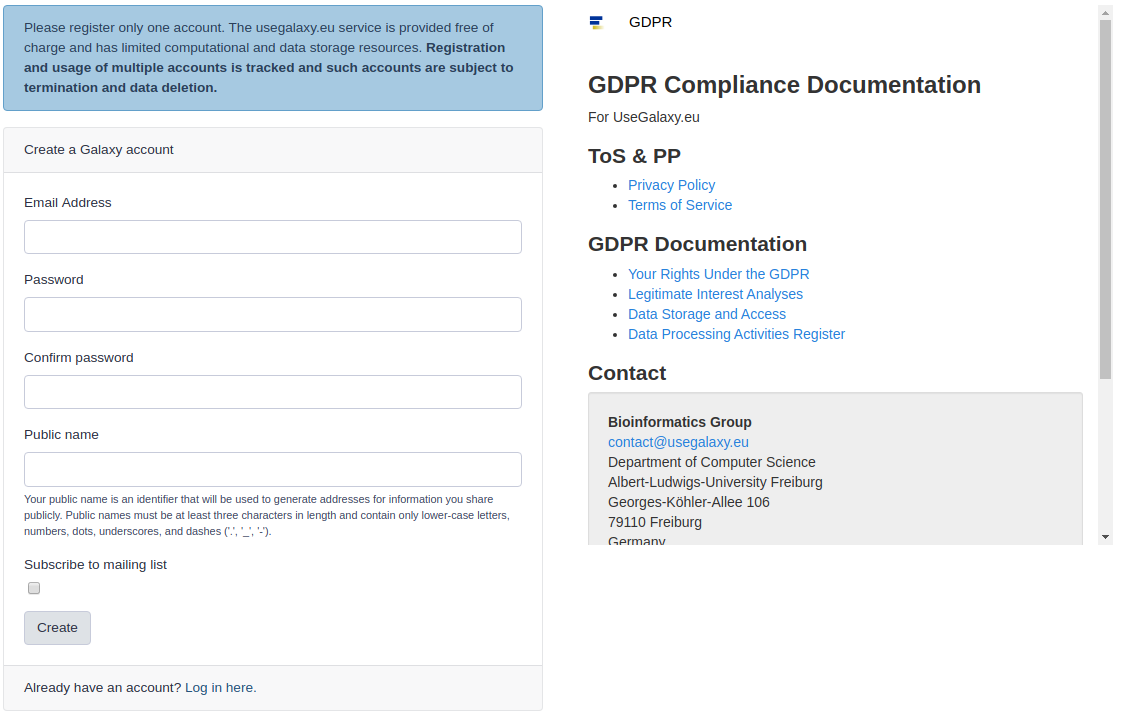 Please register only one account. The usegalaxy.eu service is provided free of
charge and has limited computational and data storage resources. Registration
and usage of multiple accounts is tracked and such accounts are subject to
termination and data deletion.
Create a Galaxy account
Email Address
Password
Confirm password
Public name
Your public name is an identifier that will be used to generate addresses for information you share
publicly. Public names must be at least three characters in length and contain only lower-case letters,
numbers, dots, underscores, and dashes ('.', '_', '-').
Subscribe to mailing list
Create
Already have an account? Log in here.
GDPR
GDPR Compliance Documentation
For UseGalaxy.eu
ToS & PP
• Privacy Policy
• Terms of Service
GDPR Documentation
• Your Rights Under the GDPR
• Legitimate Interest Analyses
• Data Storage and Access
• Data Processing Activities Register
Contact
Bioinformatics Group
contact@usegalaxy.eu
Department of Computer Science
Albert-Ludwigs-University Freiburg
Georges-Köhler-Allee 106
79110 Freiburg
Germany